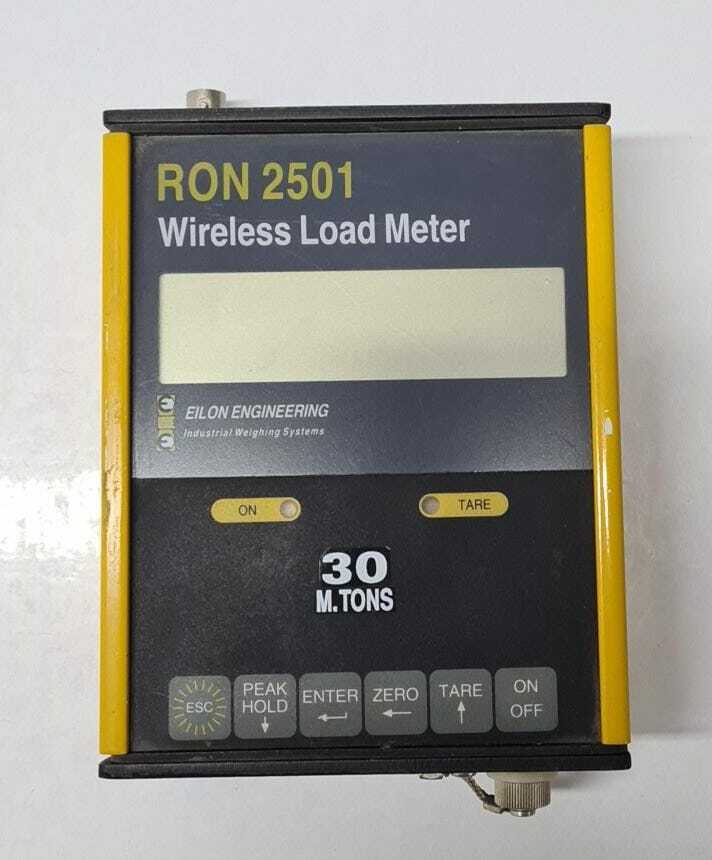 RON 2501
Wireless Load Meter
EILON ENGINEERING
Industrial Weighing Systems
ON
TARE
30
M.TONS
ESC
PEAK
HOLD
ENTER
ZERO
TARE
ON
OFF